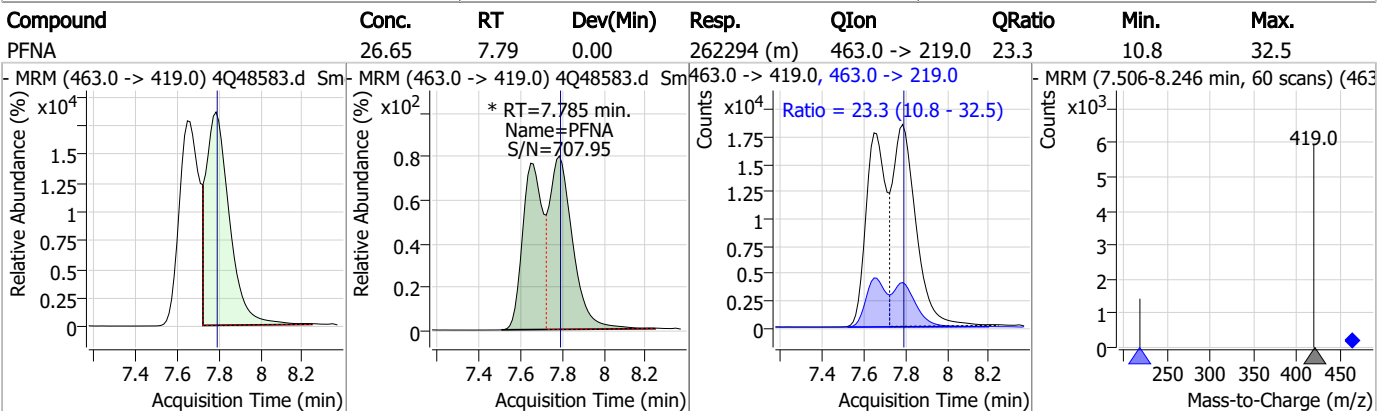 Compound Conc. RT Dev(Min) Resp. QIon QRatio Min. Max.
PFNA 26.65 7.79 0.00 262294 (m) 463.0 -> 219.0 23.3 10.8 32.5
- MRM (463.0 -> 419.0) 4Q48583.d Sm
x10⁴
Relative Abundance (%)
1.5
1.25
1
0.75
0.5
0.25
0
7.4 7.6 7.8 8 8.2
Acquisition Time (min)
- MRM (463.0 -> 419.0) 4Q48583.d Sm
x10²
* RT=7.785 min.
Name=PFNA
S/N=707.95
Relative Abundance (%)
0.8
0.6
0.4
0.2
0
7.4 7.6 7.8 8 8.2
Acquisition Time (min)
463.0 -> 419.0, 463.0 -> 219.0
x10⁴
Ratio = 23.3 (10.8 - 32.5)
Counts
1.75
1.5
1.25
1
0.75
0.5
0.25
0
7.4 7.6 7.8 8 8.2
Acquisition Time (min)
- MRM (7.506-8.246 min, 60 scans) (463
x10³
Counts
419.0
6
5
4
3
2
1
0
250 300 350 400 450
Mass-to-Charge (m/z)